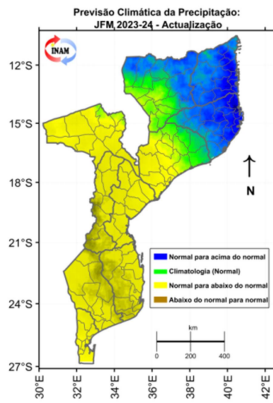 Previsão Climática da Precipitação:
JFM 2023-24 - Actualização
INAM
12°S
15°S
18°S
21°S
24°S
27°S
N
Normal para acima do normal
Climatologia (Normal)
Normal para abaixo do normal
Abaixo do normal para normal
km
0 200 400
30°E 32°E 34°E 36°E 38°E 40°E 42°E